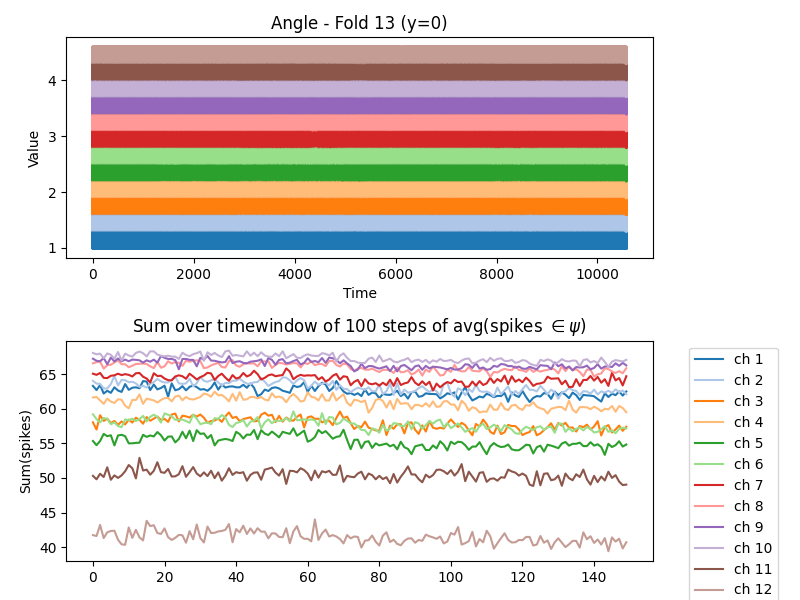 Angle - Fold 13 (y=0)
Value
4
3
2
1
0 2000 4000 6000 8000 10000
Time
Sum over timewindow of 100 steps of avg(spikes ∈ ψ)
Sum(spikes)
65
60
55
50
45
40
0 20 40 60 80 100 120 140
ch 1
ch 2
ch 3
ch 4
ch 5
ch 6
ch 7
ch 8
ch 9
ch 10
ch 11
ch 12